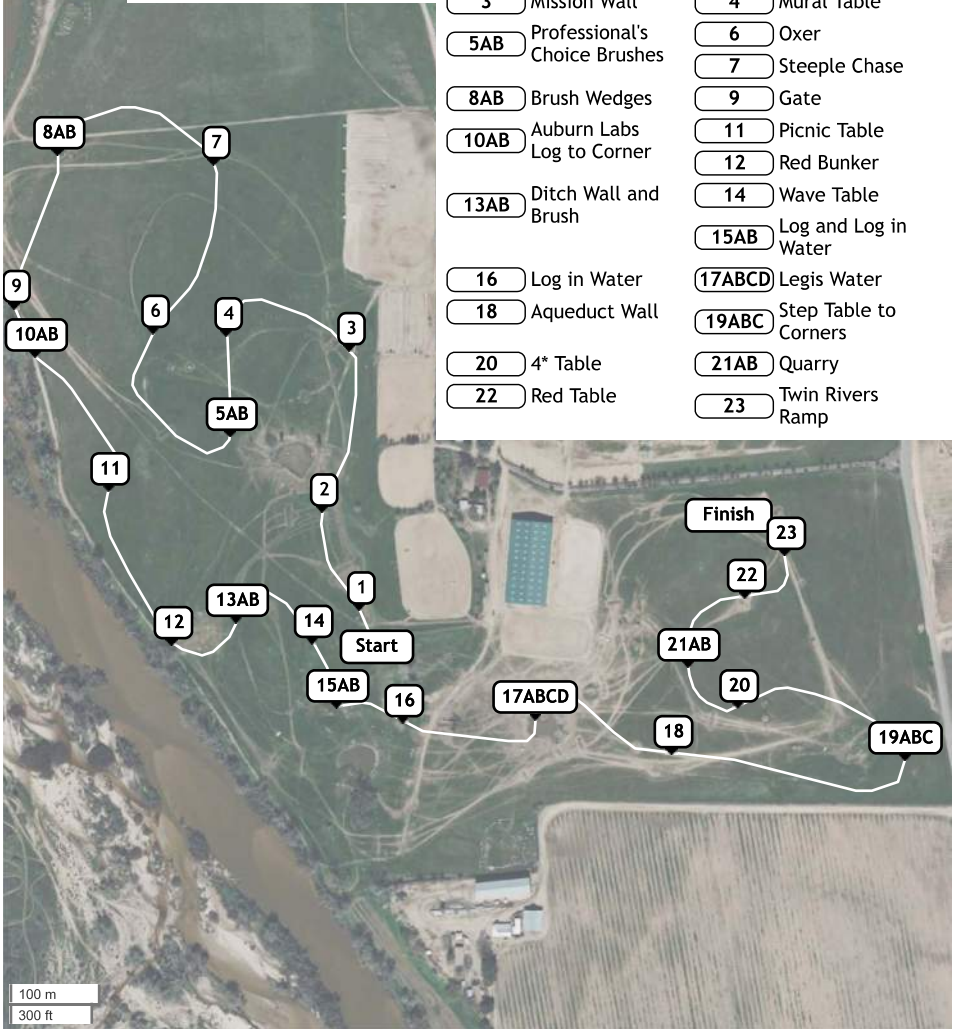 3 Mission Wall
4 Mural Table
5AB Professional's
Choice Brushes
6 Oxer
7 Steeple Chase
8AB Brush Wedges
9 Gate
10AB Auburn Labs
Log to Corner
11 Picnic Table
12 Red Bunker
13AB Ditch Wall and
Brush
14 Wave Table
15AB Log and Log in
Water
16 Log in Water
17ABCD Legis Water
18 Aqueduct Wall
19ABC Step Table to
Corners
20 4* Table
21AB Quarry
22 Red Table
23 Twin Rivers
Ramp
8AB
7
9
6
4
3
10AB
5AB
11
2
Finish
23
22
1
13AB
12
14
Start
21AB
15AB
20
17ABCD
16
18
19ABC
100 m
300 ft